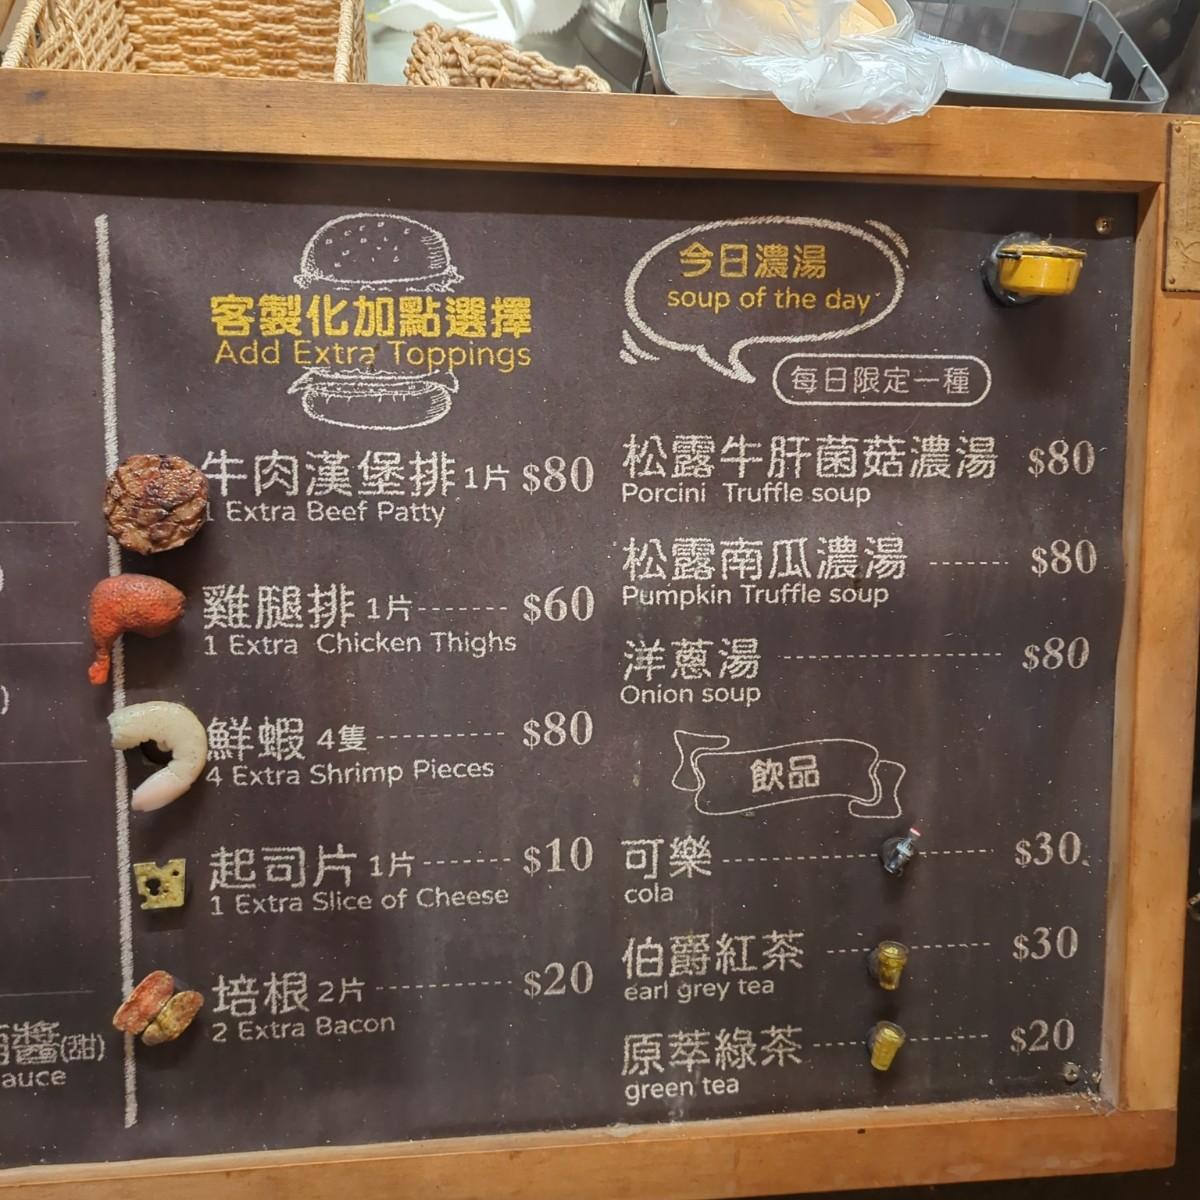 客製化加點選擇
Add Extra Toppings
牛肉漢堡排 1片 $80
1 Extra Beef Patty
雞腿排 1片 $60
1 Extra Chicken Thighs
鮮蝦 4隻 $80
4 Extra Shrimp Pieces
起司片 1片 $10
1 Extra Slice of Cheese
培根 2片 $20
2 Extra Bacon
今日濃湯
soup of the day
每日限定一種
松露牛肝菌菇濃湯 $80
Porcini Truffle soup
松露南瓜濃湯 $80
Pumpkin Truffle soup
洋蔥湯 $80
Onion soup
飲品
可樂 $30
cola
伯爵紅茶 $30
earl grey tea
原萃綠茶 $20
green tea
醬(甜)